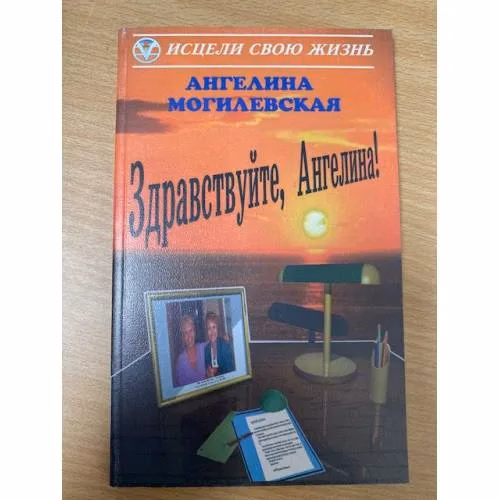 ИСЦЕЛИ СВОЮ ЖИЗНЬ
АНГЕЛИНА
МОГИЛЕВСКАЯ
Здравствуйте, Ангелина!